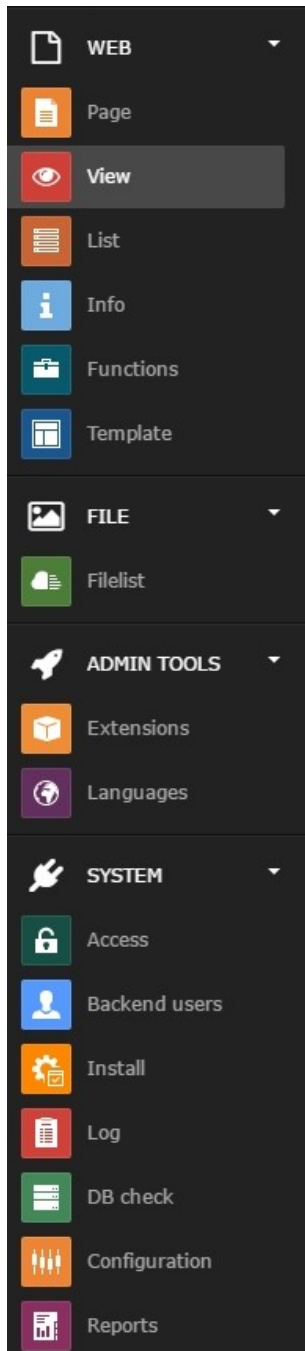 WEB
Page
View
List
Info
Functions
Template
FILE
Filelist
ADMIN TOOLS
Extensions
Languages
SYSTEM
Access
Backend users
Install
Log
DB check
Configuration
Reports